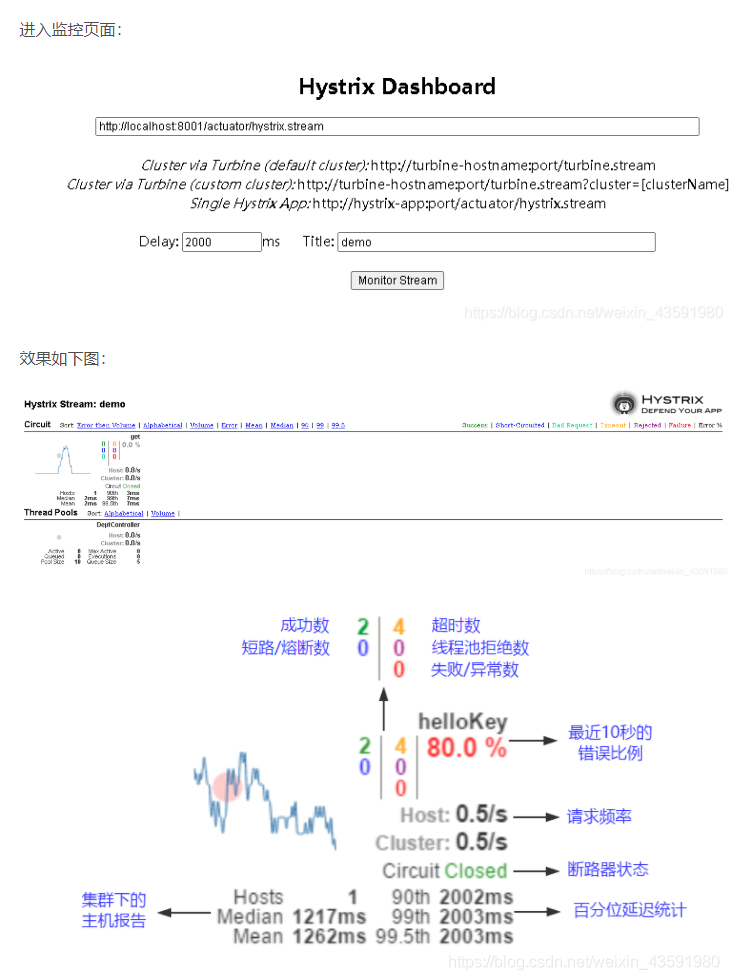 进入监控页面：
Hystrix Dashboard
http://localhost:8001/actuator/hystrix.stream
Cluster via Turbine (default cluster): http://turbine-hostname:port/turbine.stream
Cluster via Turbine (custom cluster): http://turbine-hostname:port/turbine.stream?cluster=[clusterName]
Single Hystrix App: http://hystrix-app:port/actuator/hystrix.stream
Delay: 2000 ms Title: demo
Monitor Stream
https://blog.csdn.net/weixin_43591980
效果如下图：
Hystrix Stream: demo
HYSTRIX
DEFEND YOUR APP
Circuit Sort: Error then Volume | Alphabetical | Volume | Error | Mean | Median | 90 | 99 | 99.5
Success | Short-Circuited | Bad Request | Timeout | Rejected | Failure | Error %
get
0 0 0.0 %
0 0
0 0
Host: 0.0/s
Cluster: 0.0/s
Circuit Closed
Hosts 1 90th 3ms
Median 2ms 99th 7ms
Mean 2ms 99.5th 7ms
Thread Pools Sort: Alphabetical | Volume |
DeptController
Host: 0.0/s
Cluster: 0.0/s
Active 0 Max Active 0
Queued 0 Executions 0
Pool Size 10 Queue Size 5
https://blog.csdn.net/weixin_43591980
成功数 2 4 超时数
短路/熔断数 0 0 线程池拒绝数
0 失败/异常数
helloKey
2 4 80.0 %
0 0
0
最近10秒的
错误比例
Host: 0.5/s 请求频率
Cluster: 0.5/s
Circuit Closed 断路器状态
集群下的
主机报告
Hosts 1 90th 2002ms
Median 1217ms 99th 2003ms 百分位延迟统计
Mean 1262ms 99.5th 2003ms
https://blog.csdn.net/weixin_43591980